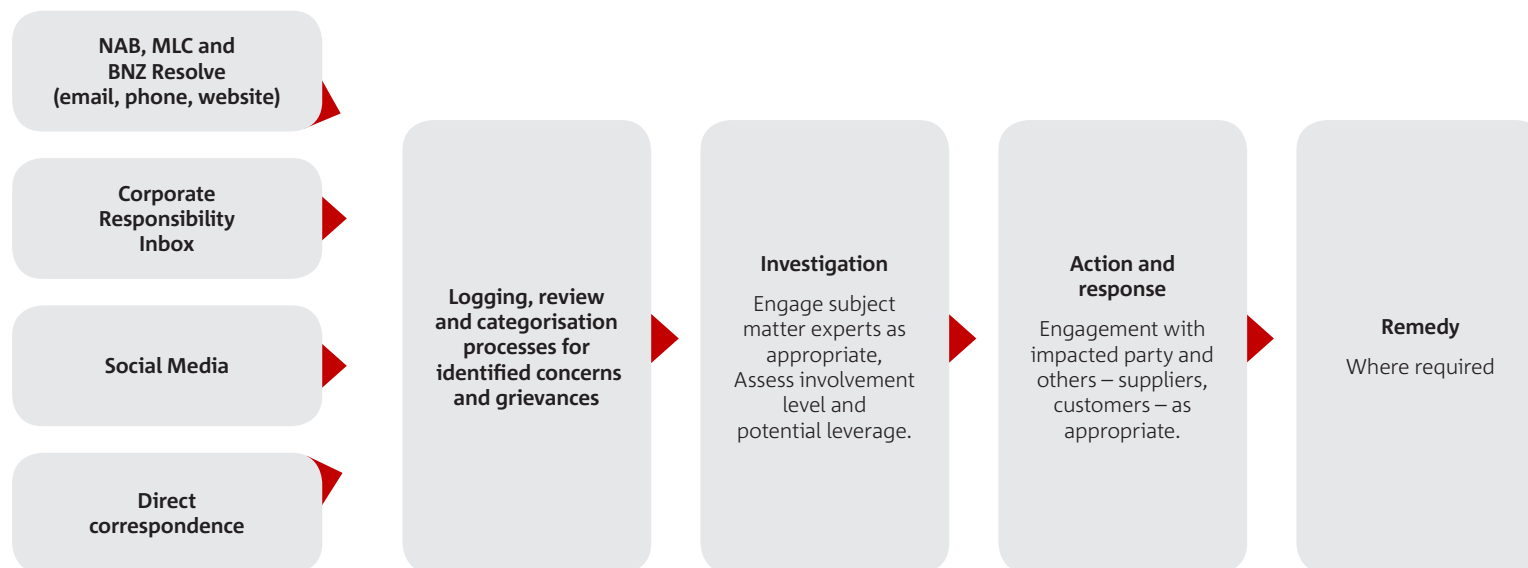 NAB, MLC and
BNZ Resolve
(email, phone, website)
Corporate
Responsibility
Inbox
Social Media
Direct
correspondence
Logging, review
and categorisation
processes for
identified concerns
and grievances
Investigation
Engage subject
matter experts as
appropriate,
Assess involvement
level and
potential leverage.
Action and
response
Engagement with
impacted party and
others – suppliers,
customers – as
appropriate.
Remedy
Where required